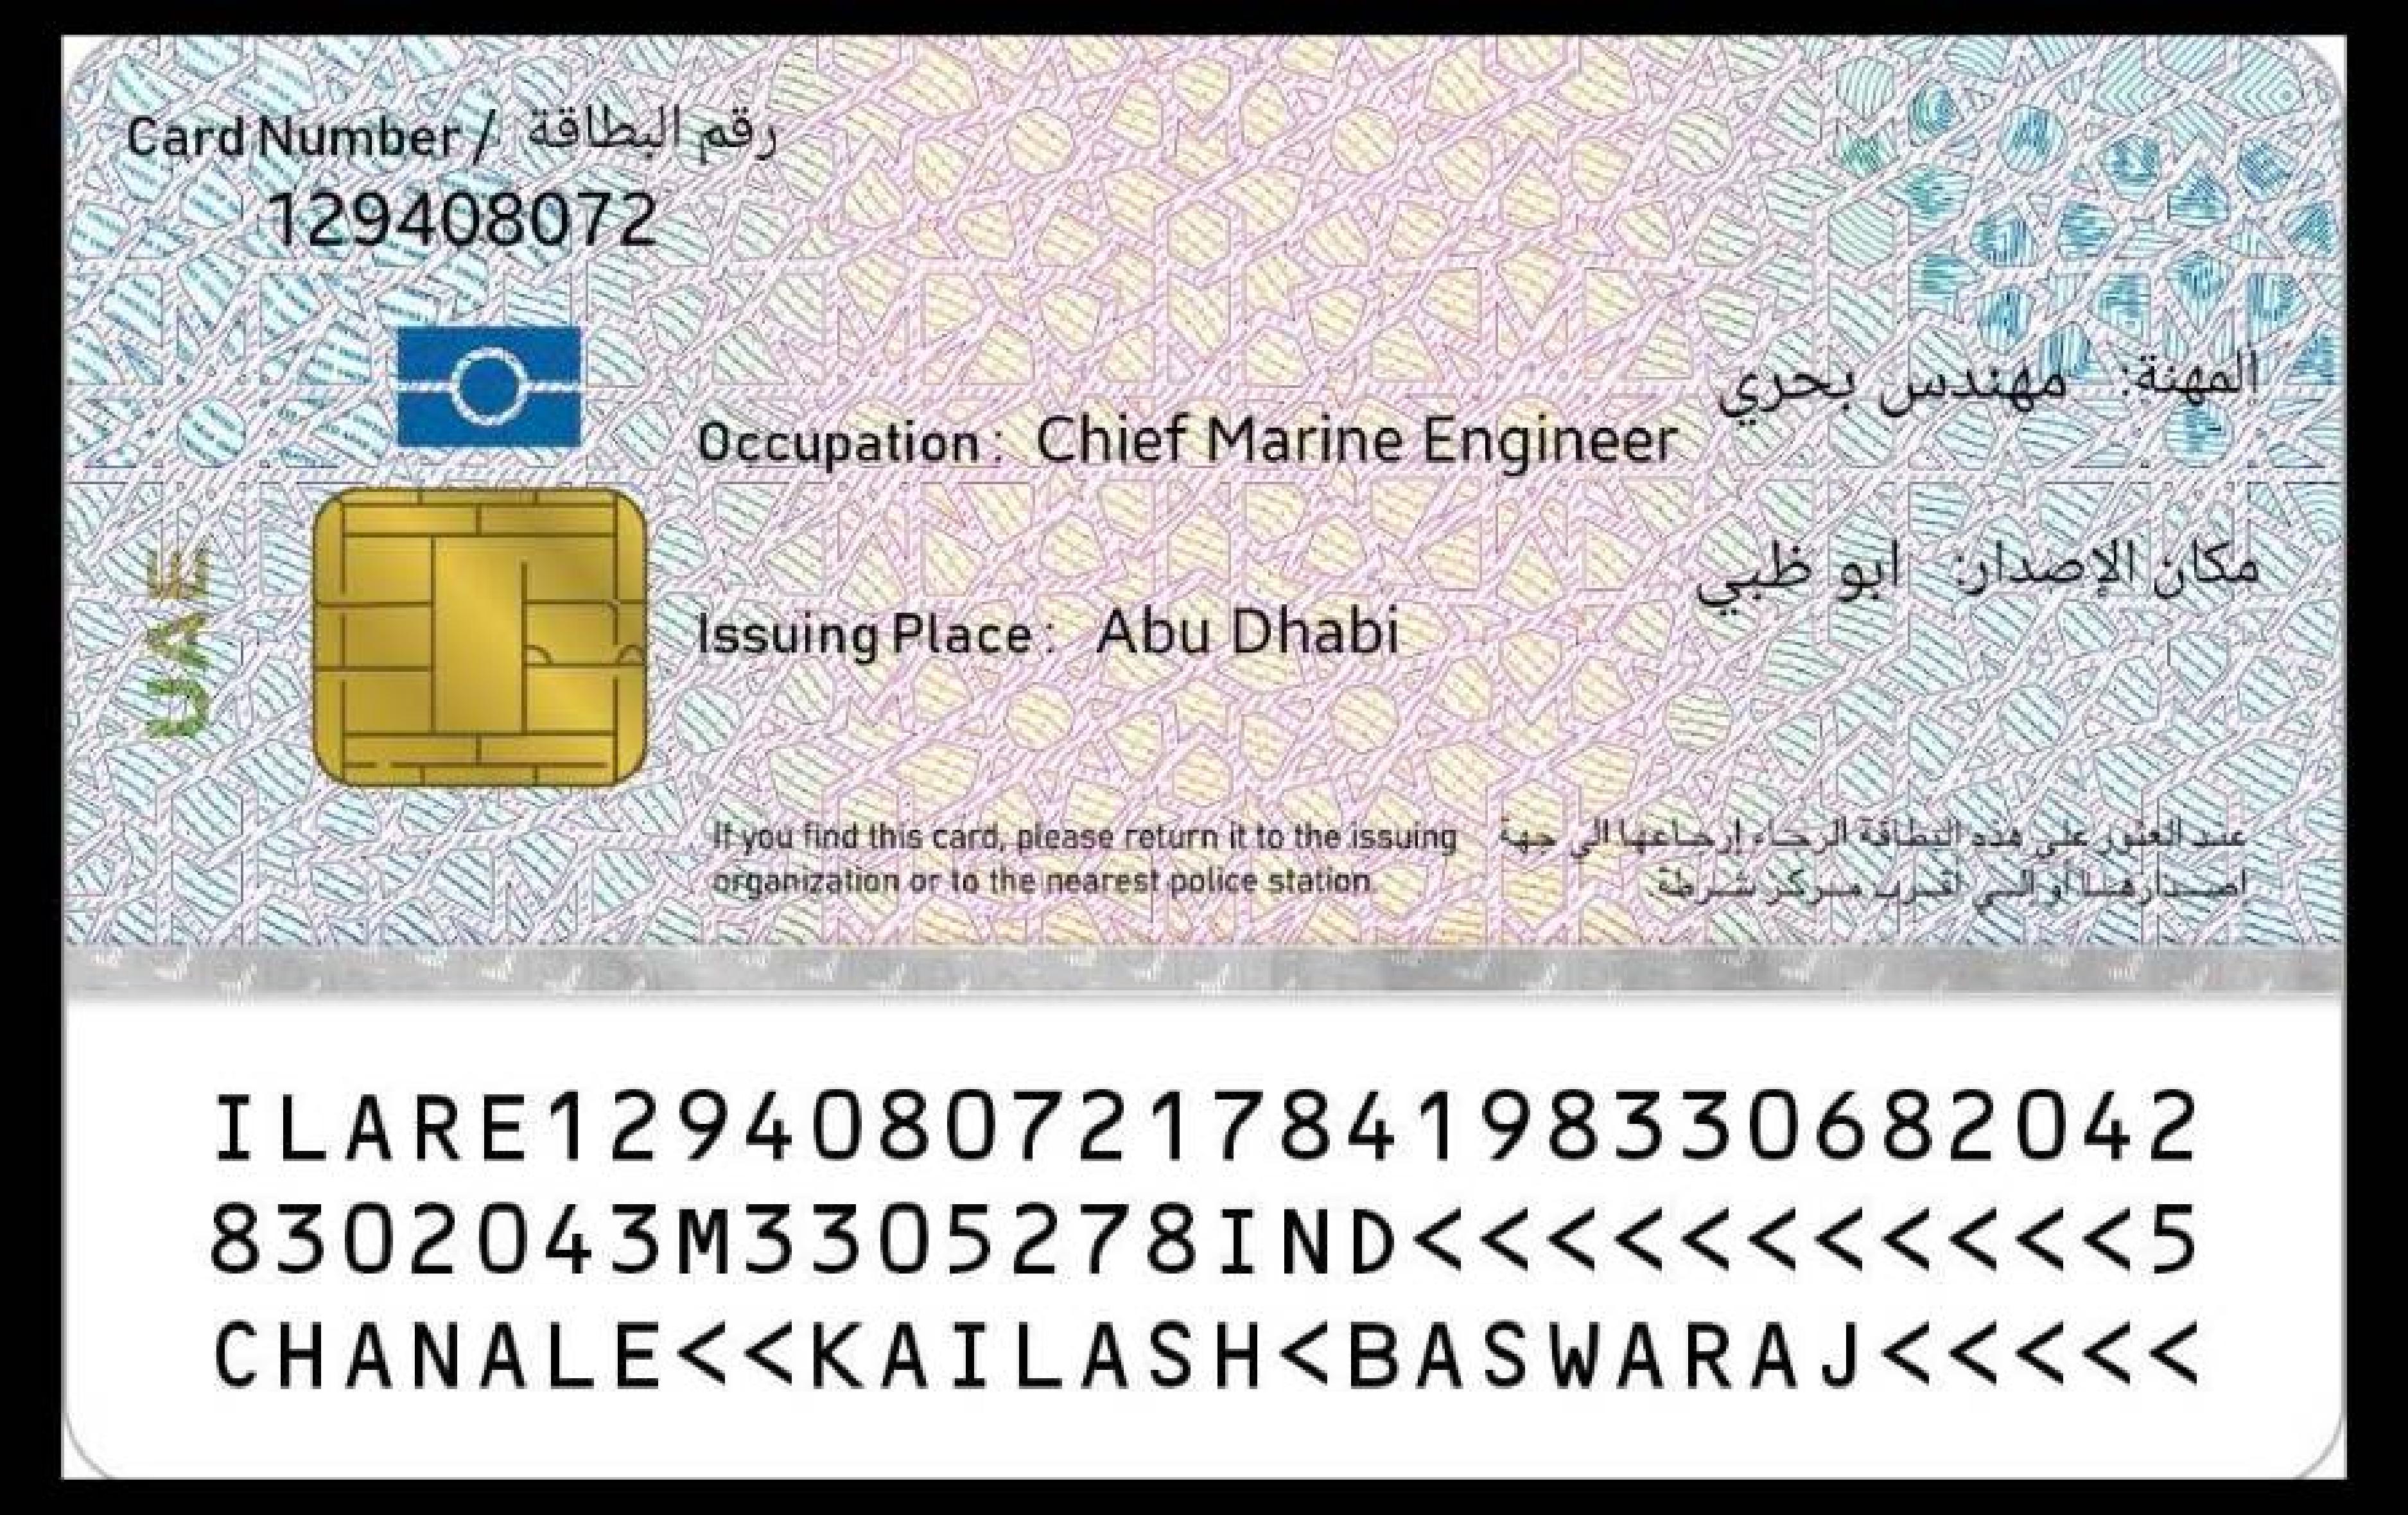 Card Number / رقم البطاقة
129408072
المهنة: مهندس بحري
Occupation: Chief Marine Engineer
مكان الإصدار: ابو ظبي
Issuing Place: Abu Dhabi
UAE
If you find this card, please return it to the issuing
organization or to the nearest police station.
عند العثور على هذه البطاقة الرجاء إرجاعها الى جهة
اصدارها أو الى اقرب مركز شرطة.
ILARE1294080721784198330682042
8302043M3305278IND<<<<<<<<<<<5
CHANALE<<KAILASH<BASWARAJ<<<<<